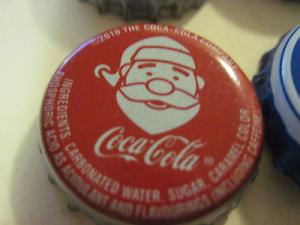 ©2010 THE COCA-COLA COMPANY
Coca-Cola®
INGREDIENTS: CARBONATED WATER, SUGAR, CARAMEL COLOR,
PHOSPHORIC ACID AS ACIDULANT AND FLAVOURINGS (INCLUDING CAFFEINE)